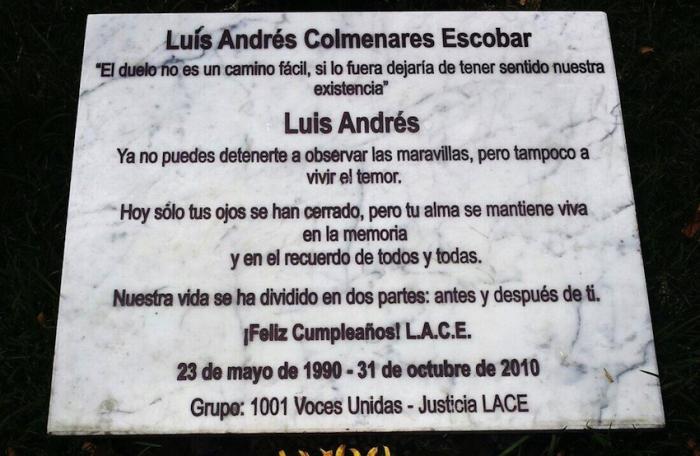 Luís Andrés Colmenares Escobar
“El duelo no es un camino fácil, si lo fuera dejaría de tener sentido nuestra
existencia”
Luis Andrés
Ya no puedes detenerte a observar las maravillas, pero tampoco a
vivir el temor.
Hoy sólo tus ojos se han cerrado, pero tu alma se mantiene viva
en la memoria
y en el recuerdo de todos y todas.
Nuestra vida se ha dividido en dos partes: antes y después de ti.
¡Feliz Cumpleaños! L.A.C.E.
23 de mayo de 1990 - 31 de octubre de 2010
Grupo: 1001 Voces Unidas - Justicia LACE